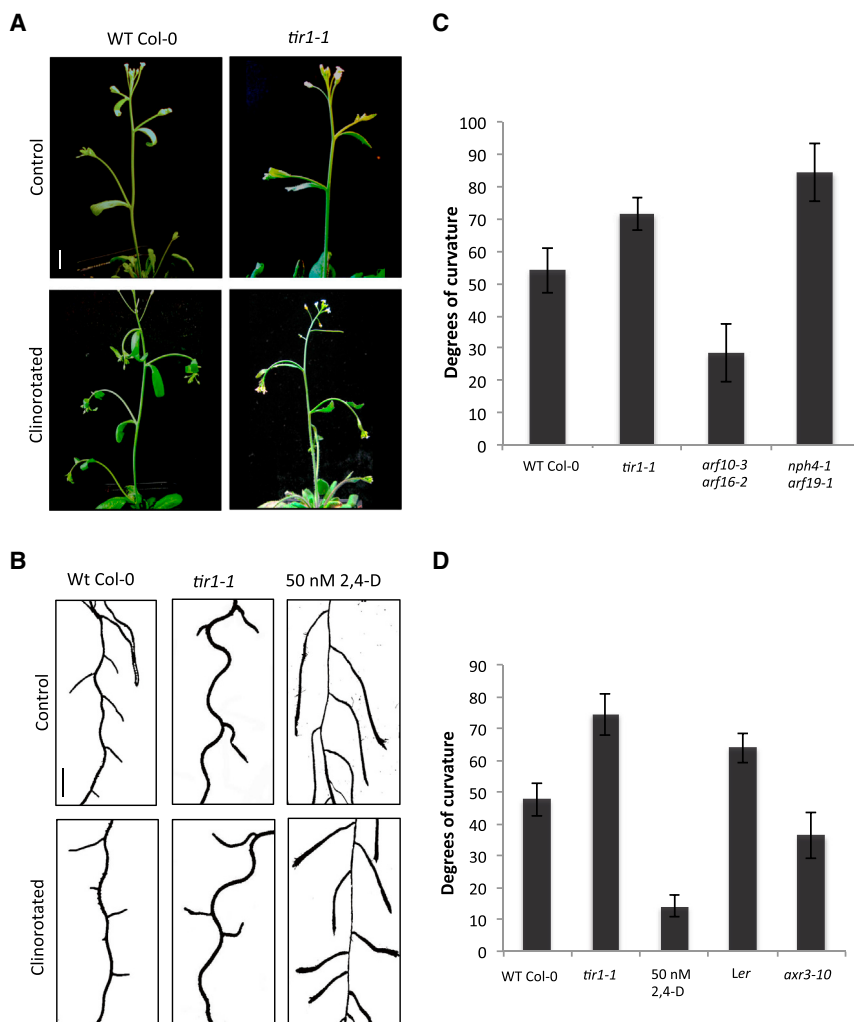 A
WT Col-0
tir1-1
Control
Clinorotated
B
Wt Col-0
tir1-1
50 nM 2,4-D
Control
Clinorotated
C
Degrees of curvature
100
90
80
70
60
50
40
30
20
10
0
WT Col-0
tir1-1
arf10-3
arf16-2
nph4-1
arf19-1
D
Degrees of curvature
90
80
70
60
50
40
30
20
10
0
WT Col-0
tir1-1
50 nM
2,4-D
Ler
axr3-10